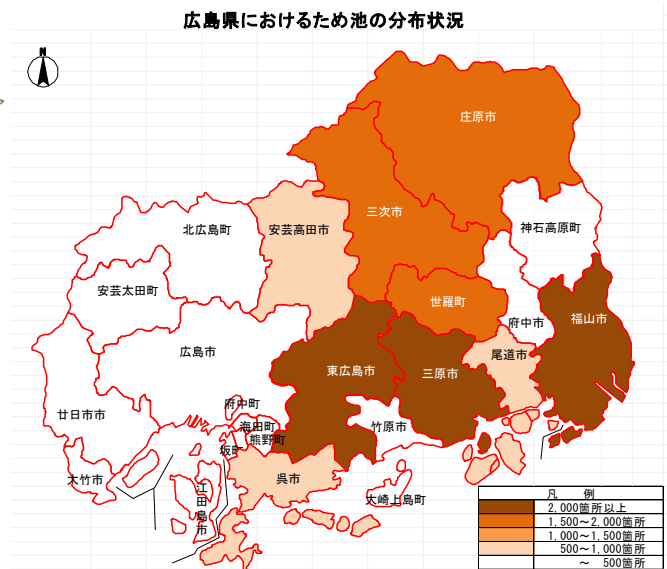 広島県におけるため池の分布状況
N
庄原市
三次市
神石高原町
北広島町
安芸高田市
安芸太田町
世羅町
福山市
府中市
広島市
尾道市
東広島市
三原市
府中町
廿日市市
海田町
竹原市
熊野町
坂町
大竹市
呉市
江田島市
大崎上島町
凡 例
2,000箇所以上
1,500～2,000箇所
1,000～1,500箇所
500～1,000箇所
～ 500箇所